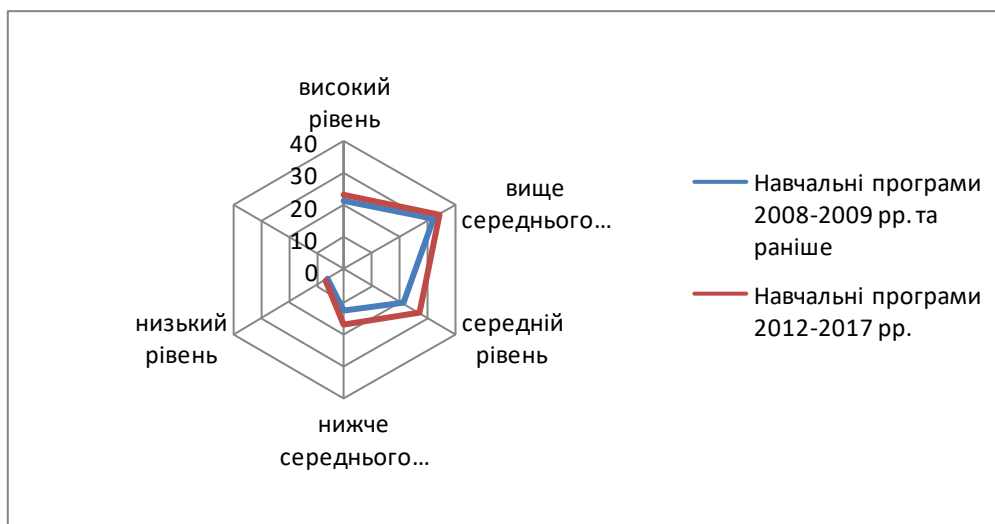 високий
рівень
40
30
20
10
0
вище
середнього...
середній
рівень
нижче
середнього...
низький
рівень
Навчальні програми
2008-2009 рр. та
раніше
Навчальні програми
2012-2017 рр.